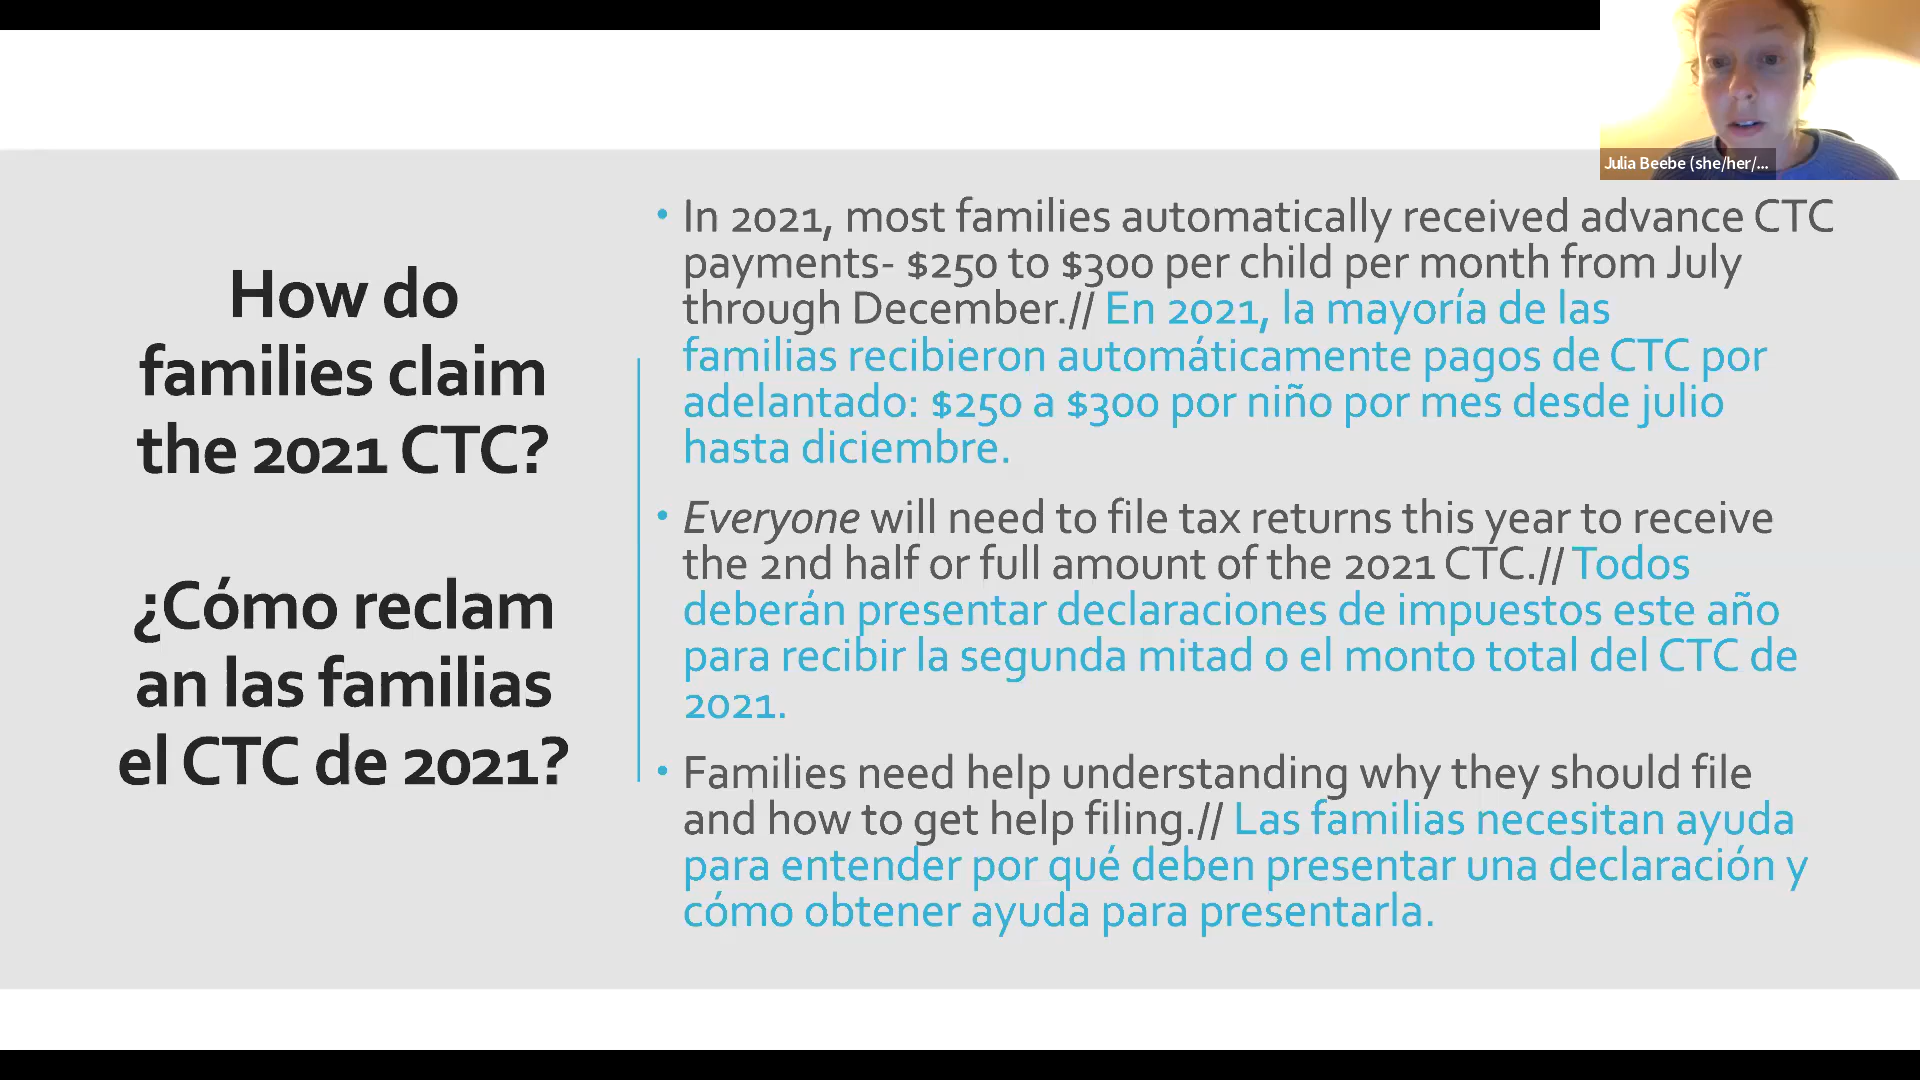 Julia Beebe (she/her/...
How do
families claim
the 2021 CTC?
¿Cómo reclam
an las familias
el CTC de 2021?
• In 2021, most families automatically received advance CTC
payments- $250 to $300 per child per month from July
through December.// En 2021, la mayoría de las
familias recibieron automáticamente pagos de CTC por
adelantado: $250 a $300 por niño por mes desde julio
hasta diciembre.
• Everyone will need to file tax returns this year to receive
the 2nd half or full amount of the 2021 CTC.// Todos
deberán presentar declaraciones de impuestos este año
para recibir la segunda mitad o el monto total del CTC de
2021.
• Families need help understanding why they should file
and how to get help filing.// Las familias necesitan ayuda
para entender por qué deben presentar una declaración y
cómo obtener ayuda para presentarla.